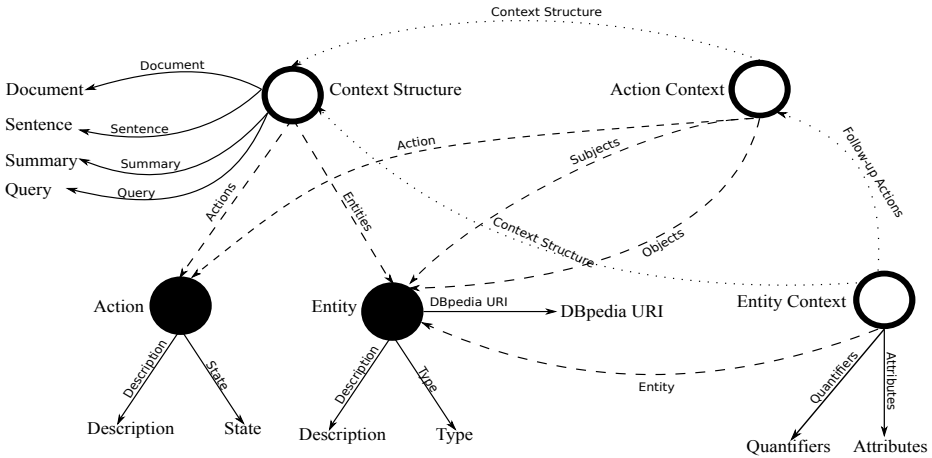 Context Structure
Document
Document
Context Structure
Action Context
Sentence
Sentence
Action
Subjects
Follow-up Actions
Summary
Summary
Query
Query
Actions
Entities
Context Structure
Objects
Action
Entity
DBpedia URI
DBpedia URI
Entity Context
Description
State
Description
Type
Entity
Quantifiers
Attributes
Description
State
Description
Type
Quantifiers
Attributes